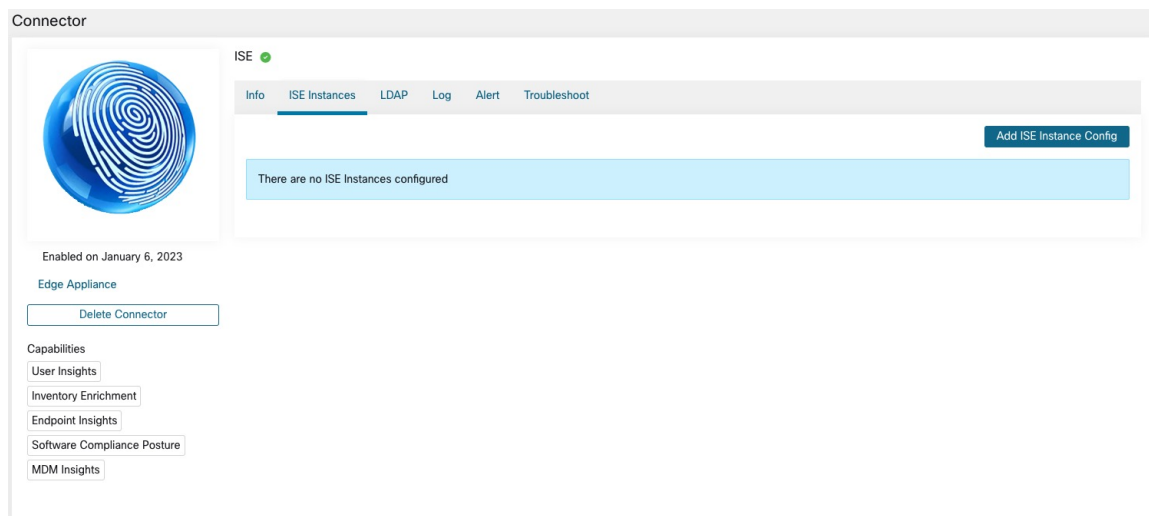 Connector
ISE
Info ISE Instances LDAP Log Alert Troubleshoot
Add ISE Instance Config
There are no ISE Instances configured
Enabled on January 6, 2023
Edge Appliance
Delete Connector
Capabilities
User Insights
Inventory Enrichment
Endpoint Insights
Software Compliance Posture
MDM Insights